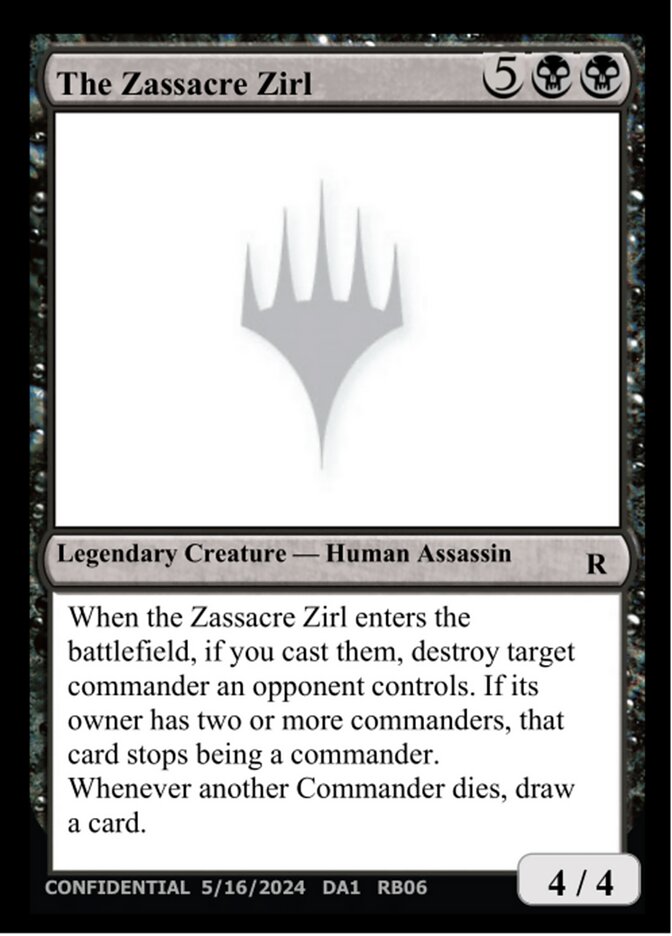 The Zassacre Zirl 5
Legendary Creature — Human Assassin R
When the Zassacre Zirl enters the
battlefield, if you cast them, destroy target
commander an opponent controls. If its
owner has two or more commanders, that
card stops being a commander.
Whenever another Commander dies, draw
a card.
CONFIDENTIAL 5/16/2024 DA1 RB06
4 / 4